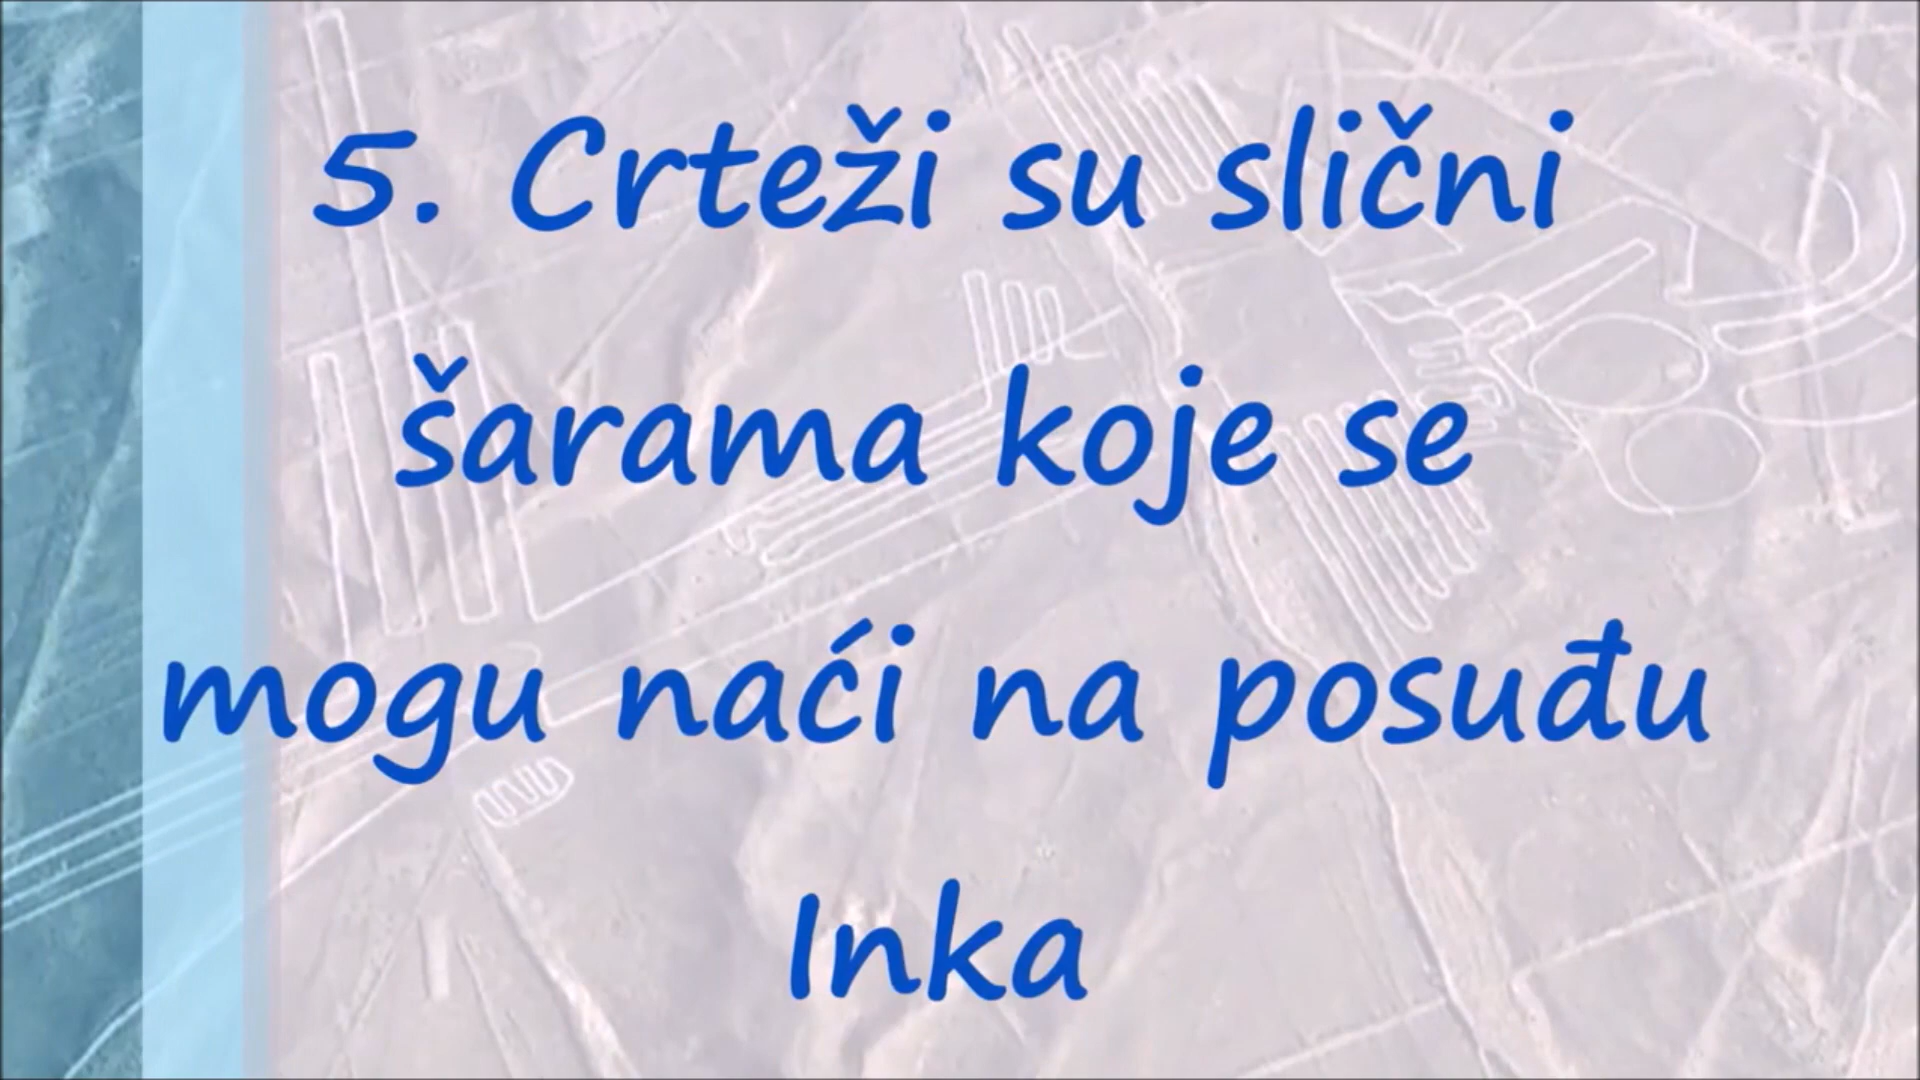 5. Crteži su slični
šarama koje se
mogu naći na posuđu
Inka